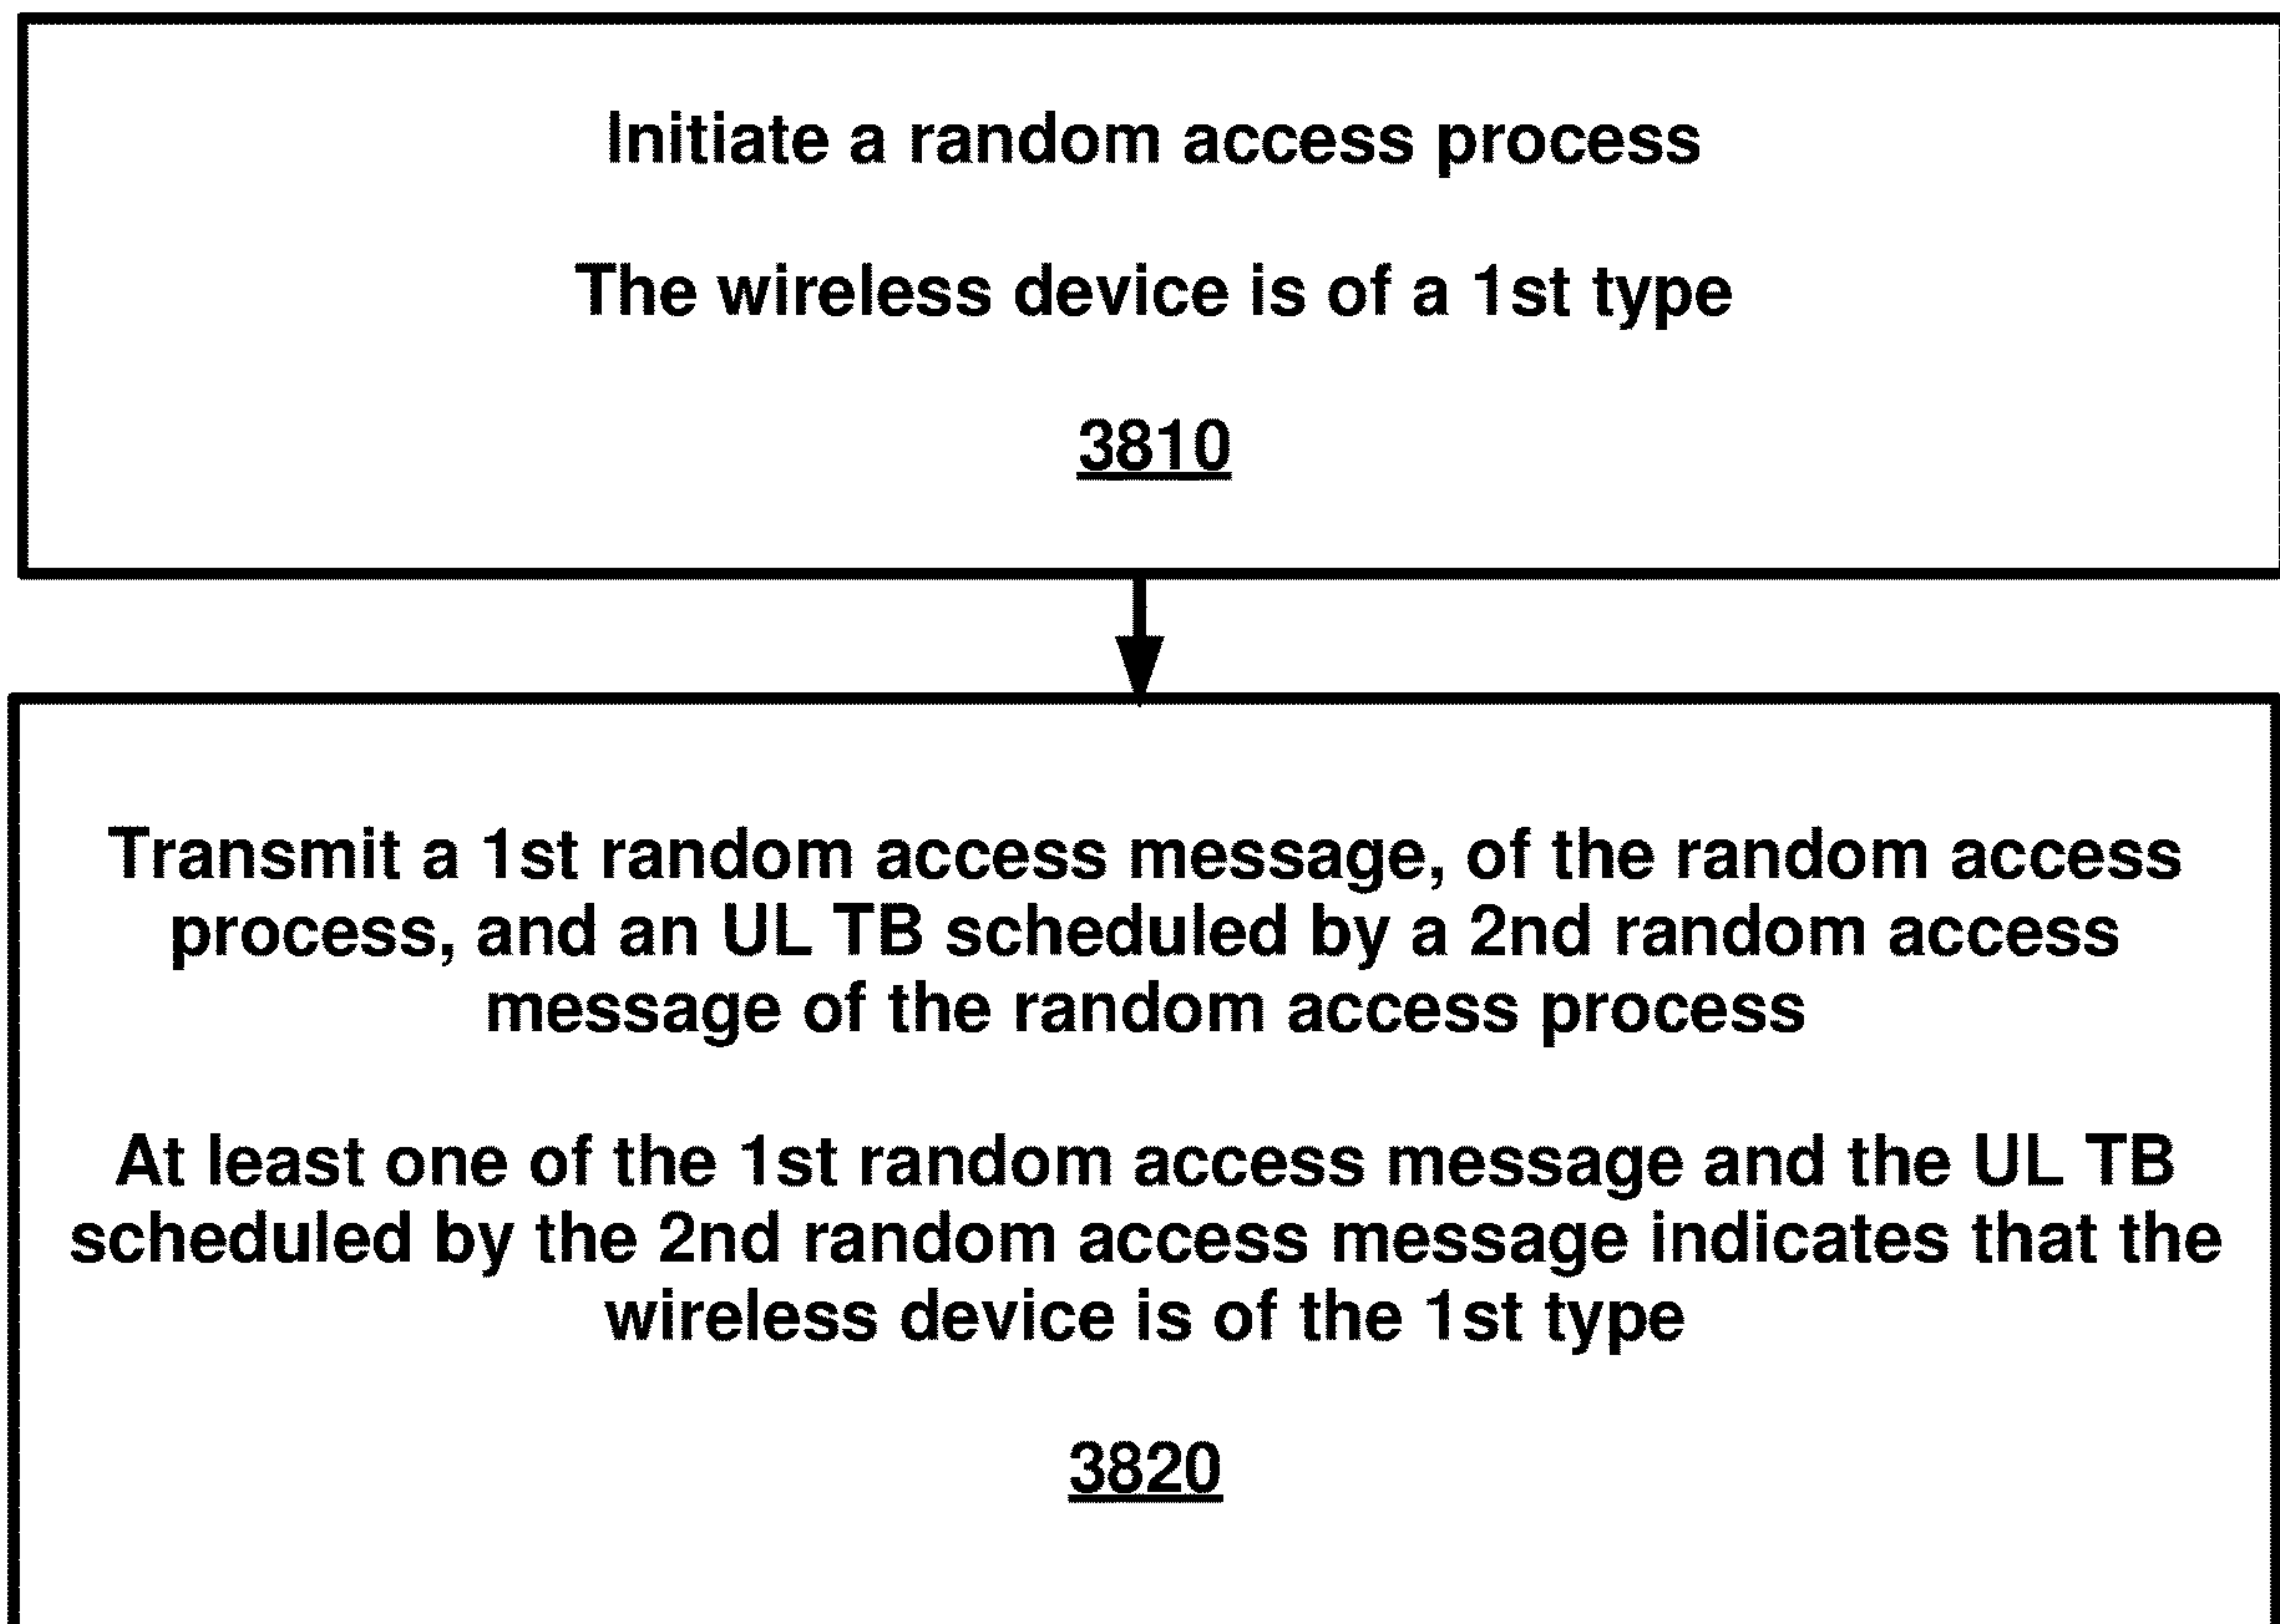 Initiate a random access process
The wireless device is of a 1st type
3810
Transmit a 1st random access message, of the random access
process, and an UL TB scheduled by a 2nd random access
message of the random access process
At least one of the 1st random access message and the UL TB
scheduled by the 2nd random access message indicates that the
wireless device is of the 1st type
3820